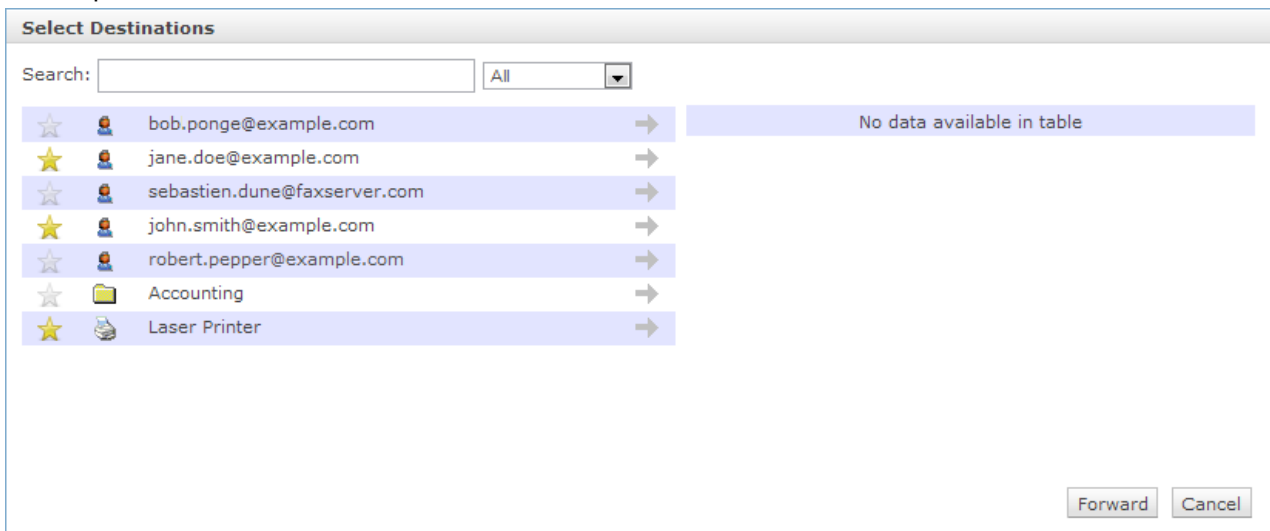 Select Destinations
Search:
All
bob.ponge@example.com
No data available in table
jane.doe@example.com
sebastien.dune@faxserver.com
john.smith@example.com
robert.pepper@example.com
Accounting
Laser Printer
Forward
Cancel